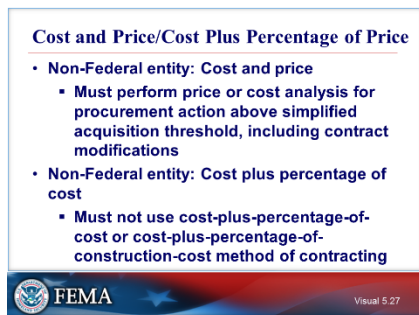 Cost and Price/Cost Plus Percentage of Price
• Non-Federal entity: Cost and price
▪ Must perform price or cost analysis for
procurement action above simplified
acquisition threshold, including contract
modifications
• Non-Federal entity: Cost plus percentage of
cost
▪ Must not use cost-plus-percentage-of-
cost or cost-plus-percentage-of-
construction-cost method of contracting
FEMA
Visual 5.27